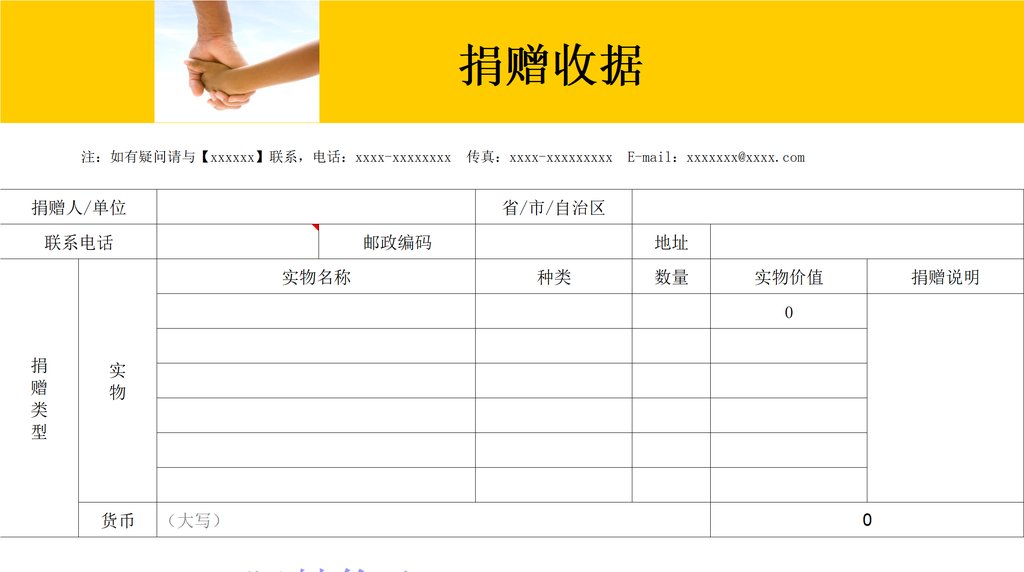 捐赠收据
注：如有疑问请与【xxxxxx】联系，电话：xxxx-xxxxxxxx 传真：xxxx-xxxxxxxxx E-mail：xxxxxxx@xxxx.com
捐赠人/单位 省/市/自治区
联系电话 邮政编码 地址
捐赠类型 实物 实物名称 种类 数量 实物价值 捐赠说明
0
货币 （大写） 0